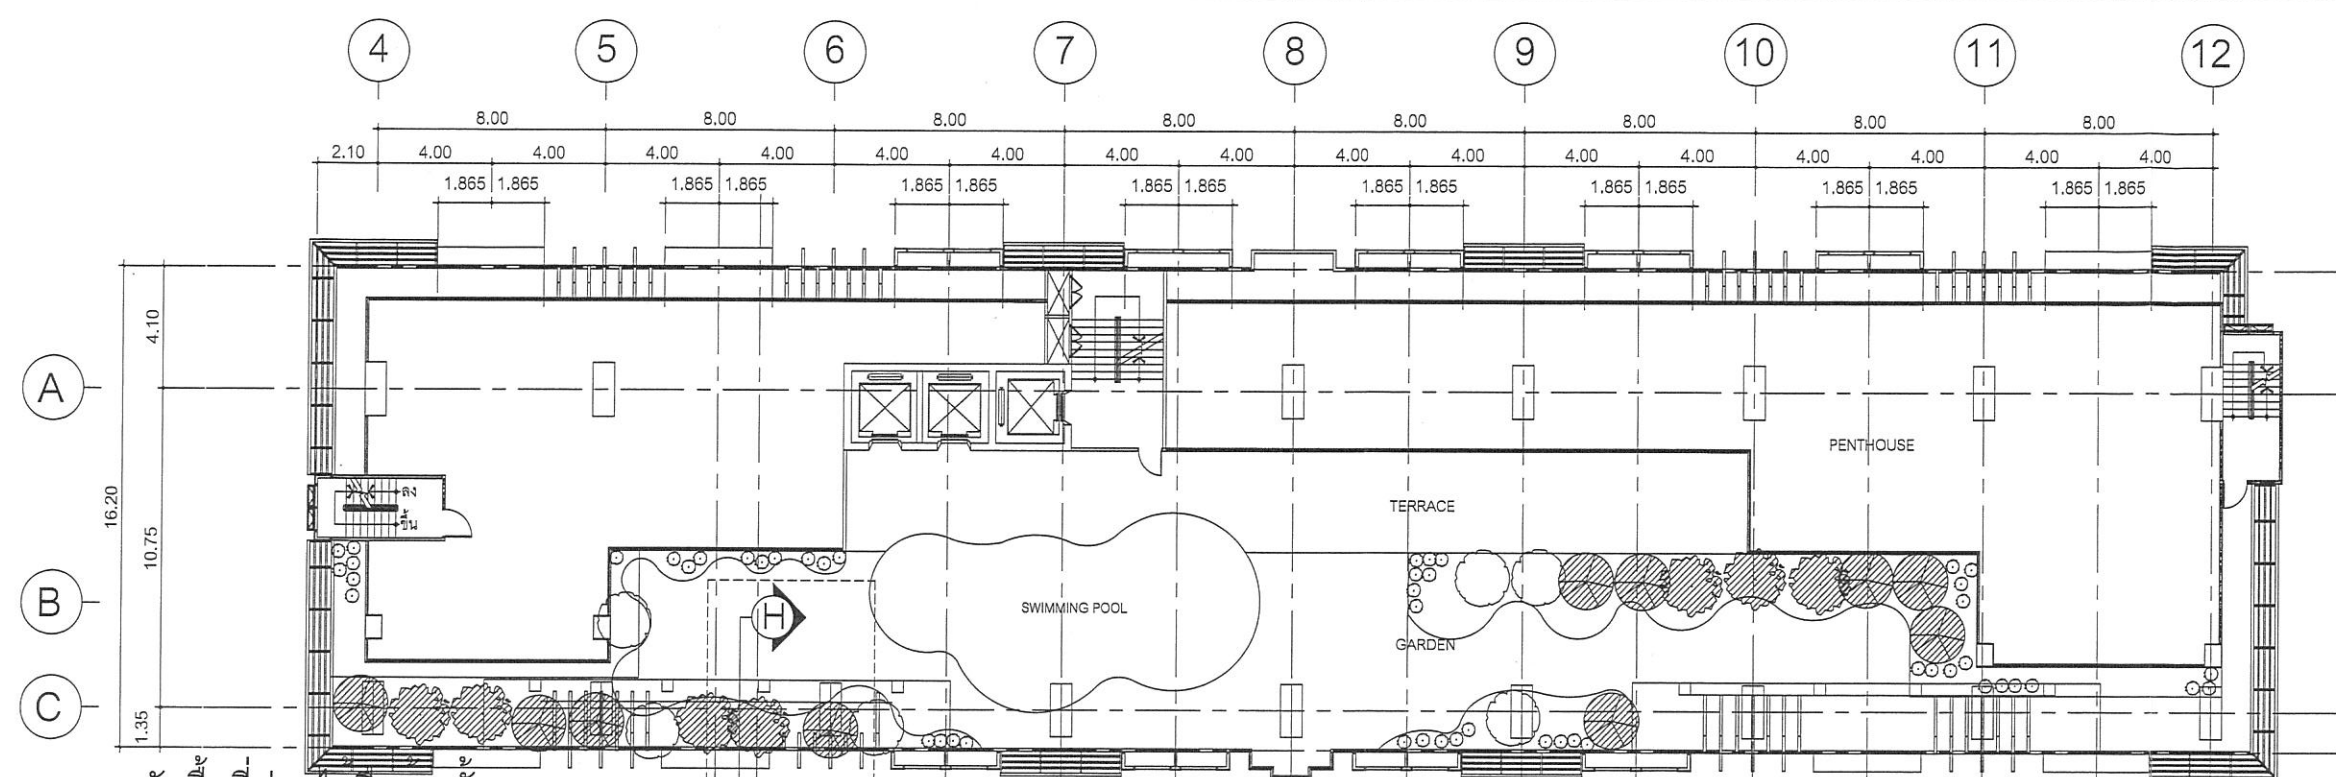 4 5 6 7 8 9 10 11 12
8.00 8.00 8.00 8.00 8.00 8.00 8.00 8.00
2.10 4.00 4.00 4.00 4.00 4.00 4.00 4.00 4.00 4.00 4.00 4.00 4.00 4.00 4.00 4.00 4.00
1.865 1.865 1.865 1.865 1.865 1.865 1.865 1.865 1.865 1.865 1.865 1.865 1.865 1.865 1.865 1.865
4.10
A
PENTHOUSE
16.20
ลง
TERRACE
ขึ้น
10.75
B
SWIMMING POOL
H
GARDEN
C
1.35